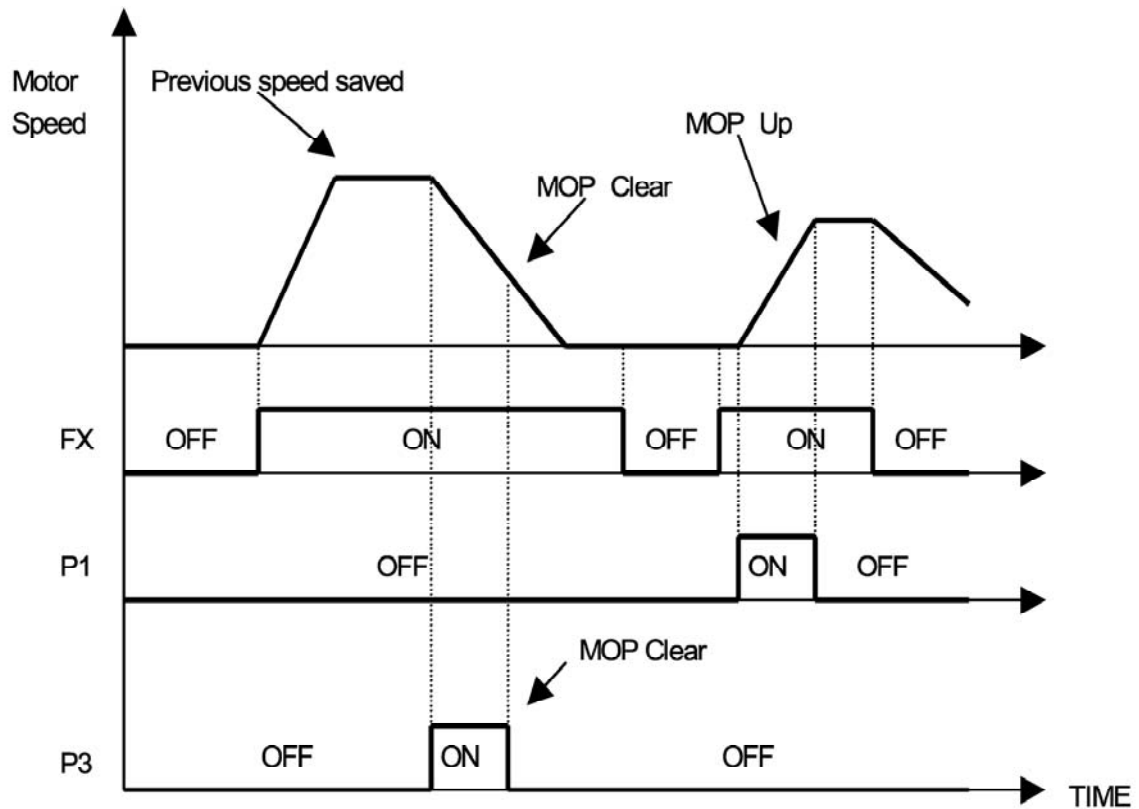 Motor
Speed
Previous speed saved
MOP Up
MOP Clear
FX
OFF
ON
OFF
ON
OFF
P1
OFF
ON
OFF
MOP Clear
P3
OFF
ON
OFF
TIME